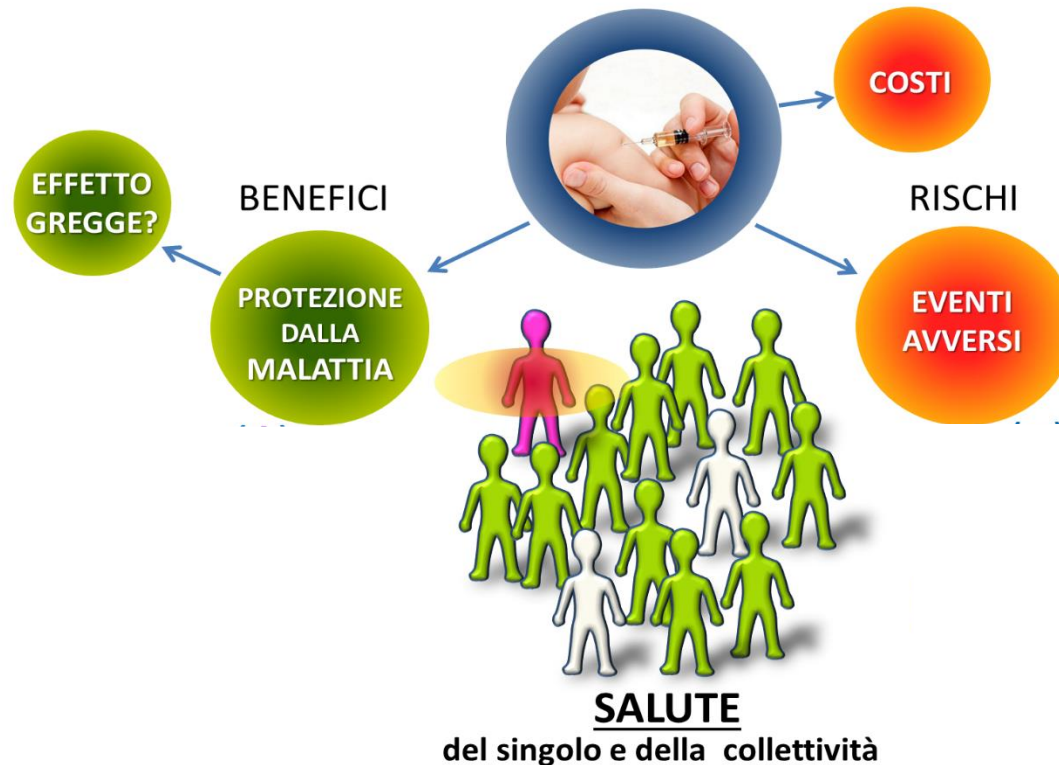 COSTI
EFFETTO
GREGGE?
BENEFICI
RISCHI
PROTEZIONE
DALLA
MALATTIA
EVENTI
AVVERSI
SALUTE
del singolo e della collettività